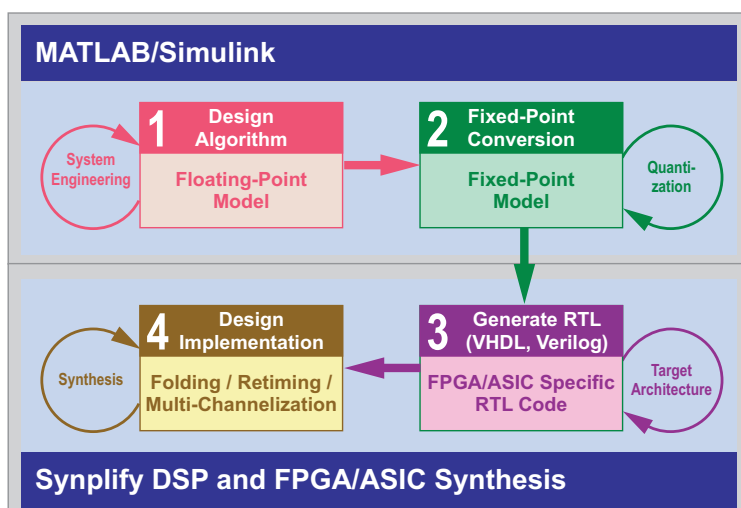 MATLAB/Simulink
System
Engineering
1
Design
Algorithm
Floating-Point
Model
2
Fixed-Point
Conversion
Fixed-Point
Model
Quanti-
zation
3
Generate RTL
(VHDL, Verilog)
FPGA/ASIC Specific
RTL Code
Target
Architecture
4
Design
Implementation
Folding / Retiming /
Multi-Channelization
Synthesis
Synplify DSP and FPGA/ASIC Synthesis